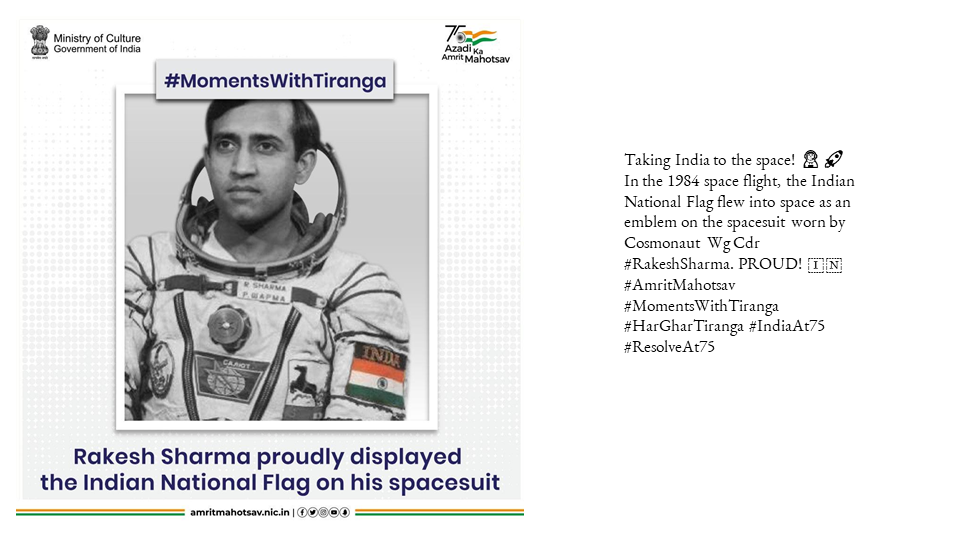 Ministry of Culture
Government of India
75
Azadi Ka
Amrit Mahotsav
#MomentsWithTiranga
R. SHARMA
Р. ШАРМА
INDIA
Rakesh Sharma proudly displayed
the Indian National Flag on his spacesuit
amritmahotsav.nic.in |
Taking India to the space! 👨‍🚀 🚀
In the 1984 space flight, the Indian
National Flag flew into space as an
emblem on the spacesuit worn by
Cosmonaut Wg Cdr
#RakeshSharma. PROUD! 🇮🇳
#AmritMahotsav
#MomentsWithTiranga
#HarGharTiranga #IndiaAt75
#ResolveAt75